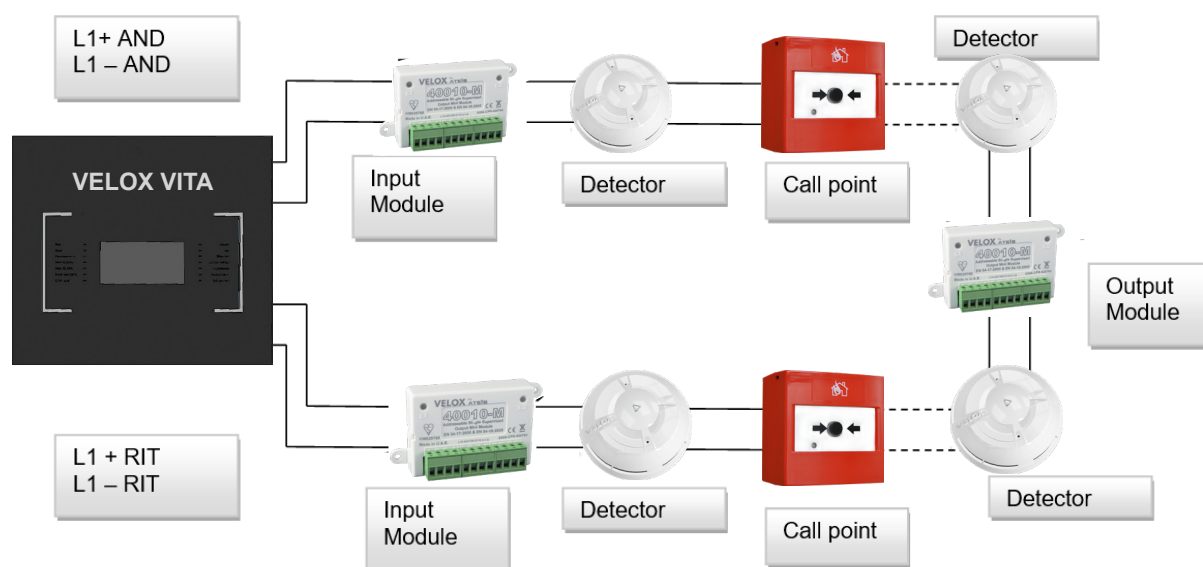 L1+ AND
L1 – AND
Detector
VELOX
40010-M
VELOX VITA
Input
Module
Detector
Call point
VELOX
40010-M
Output
Module
L1 + RIT
L1 – RIT
VELOX
40010-M
Input
Module
Detector
Call point
Detector